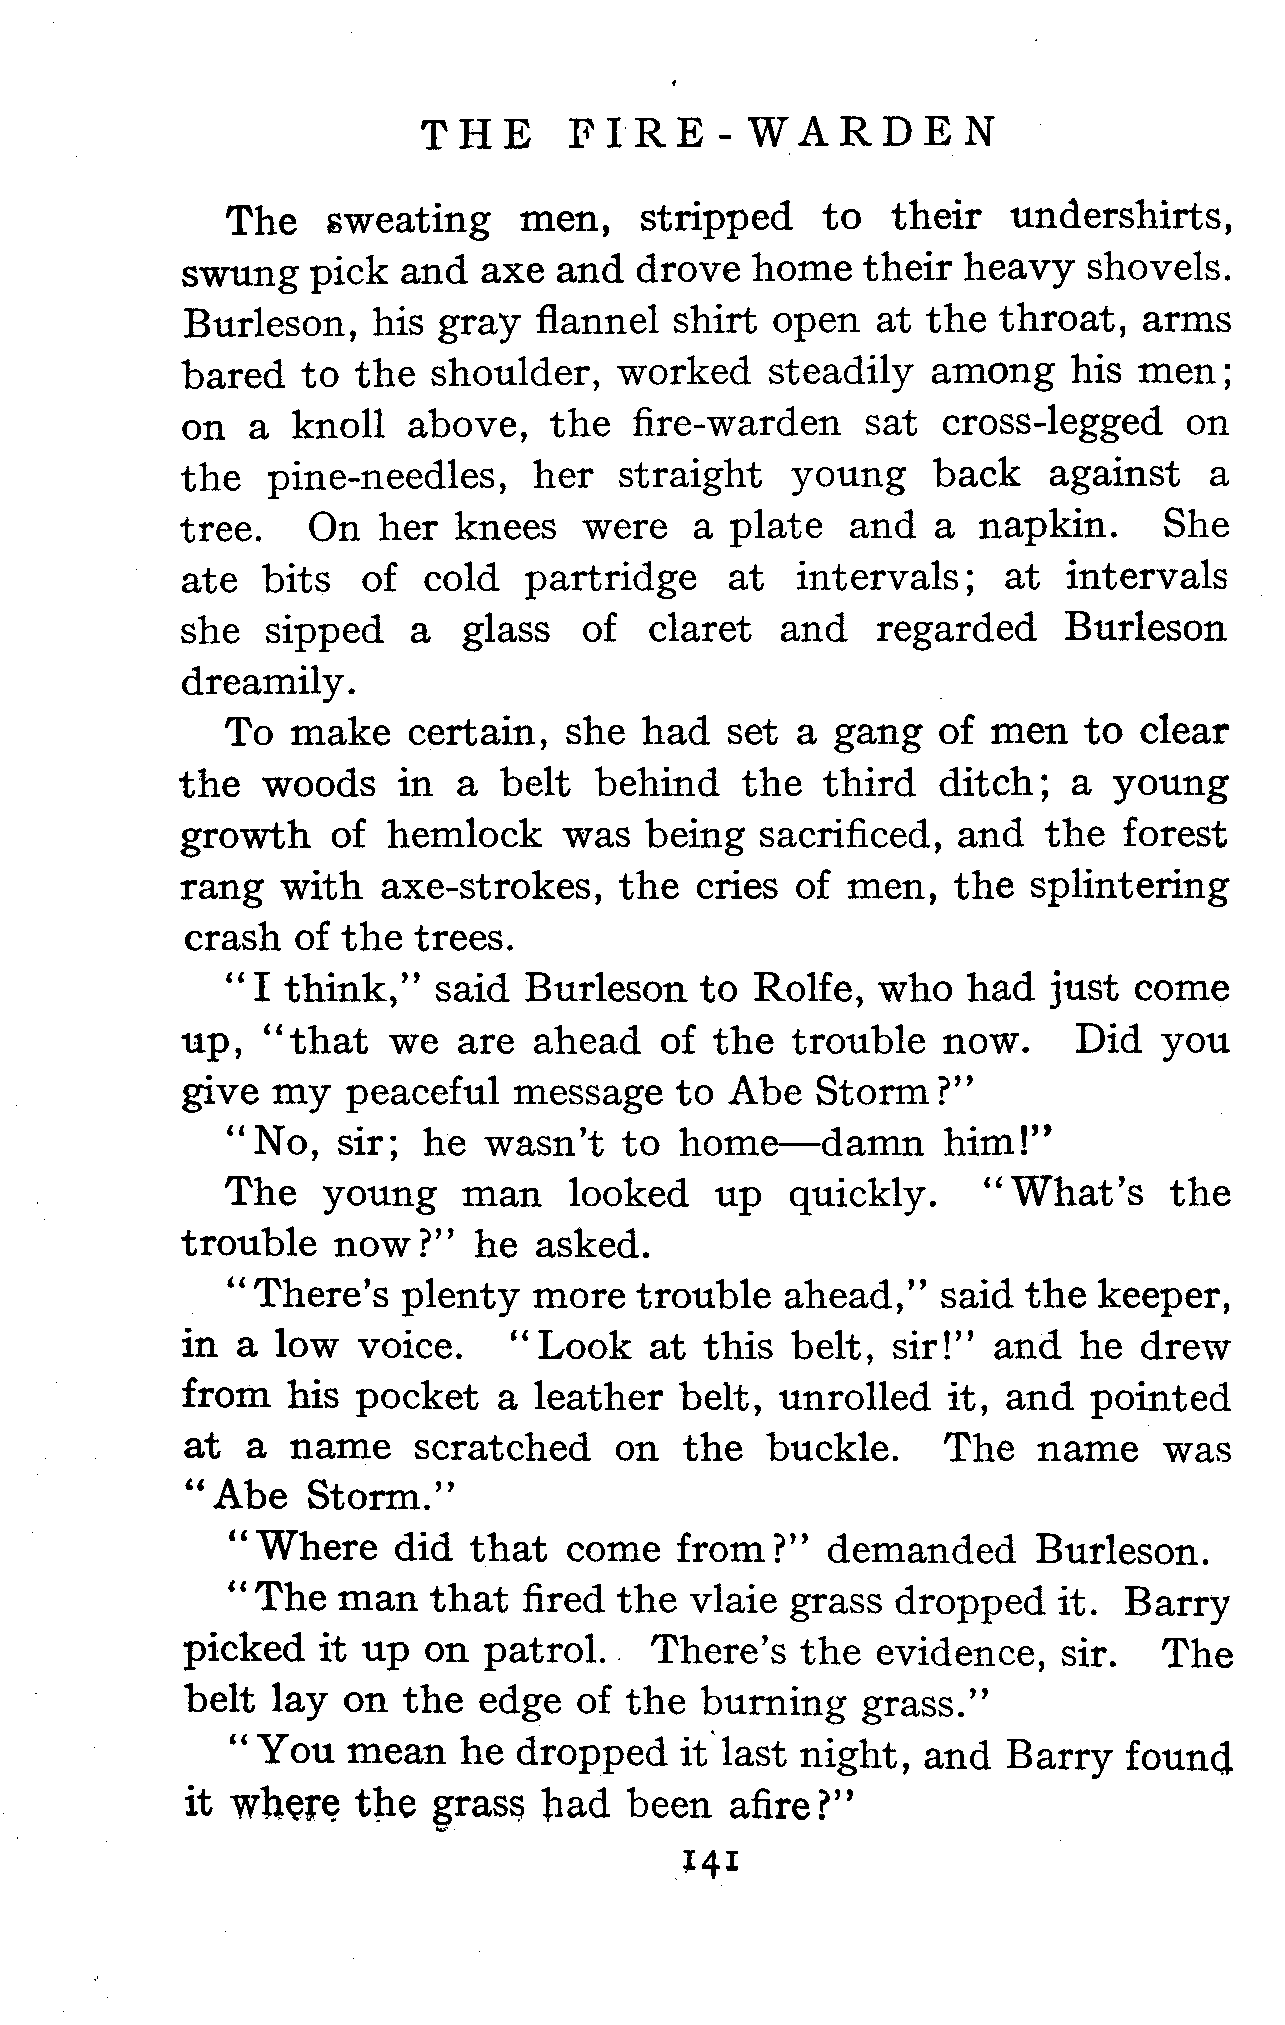 THE FIRE-WARDEN
The sweating men, stripped to their undershirts,
swung pick and axe and drove home their heavy shovels.
Burleson, his gray flannel shirt open at the throat, arms
bared to the shoulder, worked steadily among his men;
on a knoll above, the fire-warden sat cross-legged on
the pine-needles, her straight young back against a
tree. On her knees were a plate and a napkin. She
ate bits of cold partridge at intervals; at intervals
she sipped a glass of claret and regarded Burleson
dreamily.
To make certain, she had set a gang of men to clear
the woods in a belt behind the third ditch; a young
growth of hemlock was being sacrificed, and the forest
rang with axe-strokes, the cries of men, the splintering
crash of the trees.
"I think," said Burleson to Rolfe, who had just come
up, "that we are ahead of the trouble now. Did you
give my peaceful message to Abe Storm?"
"No, sir; he wasn't to home—damn him!"
The young man looked up quickly. "What's the
trouble now?" he asked.
"There's plenty more trouble ahead," said the keeper,
in a low voice. "Look at this belt, sir!" and he drew
from his pocket a leather belt, unrolled it, and pointed
at a name scratched on the buckle. The name was
"Abe Storm."
"Where did that come from?" demanded Burleson.
"The man that fired the vlaie grass dropped it. Barry
picked it up on patrol. There's the evidence, sir. The
belt lay on the edge of the burning grass."
"You mean he dropped it last night, and Barry found
it where the grass had been afire?"
141